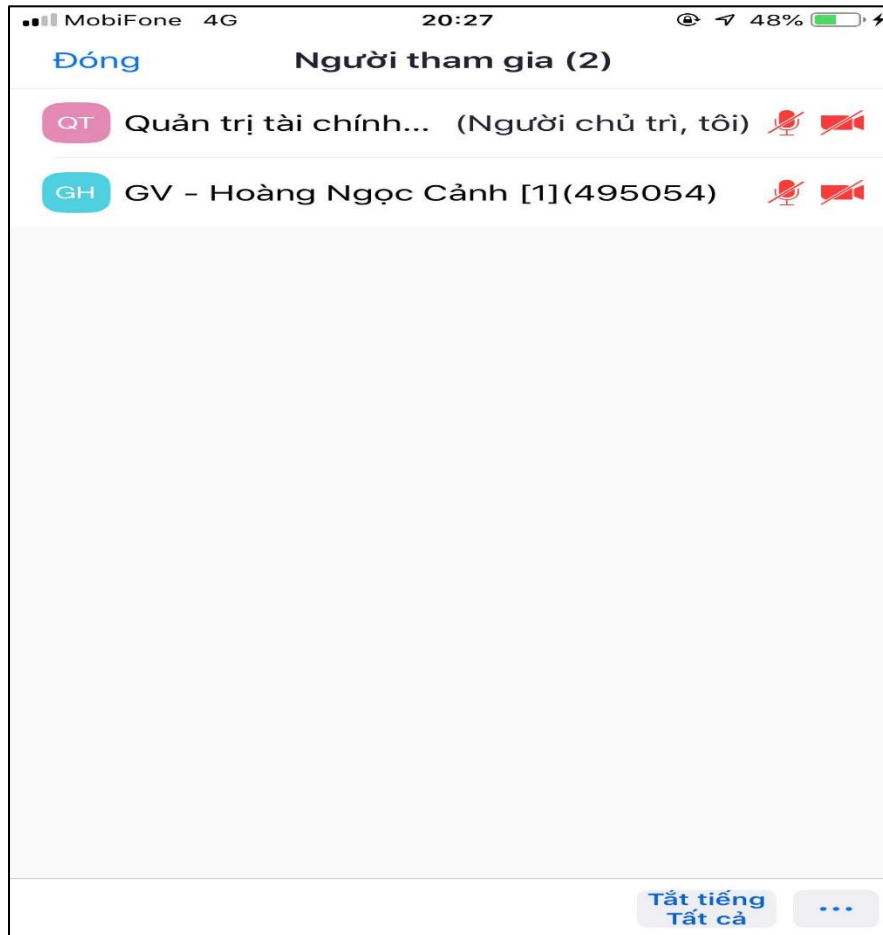 MobiFone 4G 20:27 48%
Đóng Người tham gia (2)
QT Quản trị tài chính... (Người chủ trì, tôi)
GH GV - Hoàng Ngọc Cảnh [1](495054)
Tắt tiếng
Tất cả ...